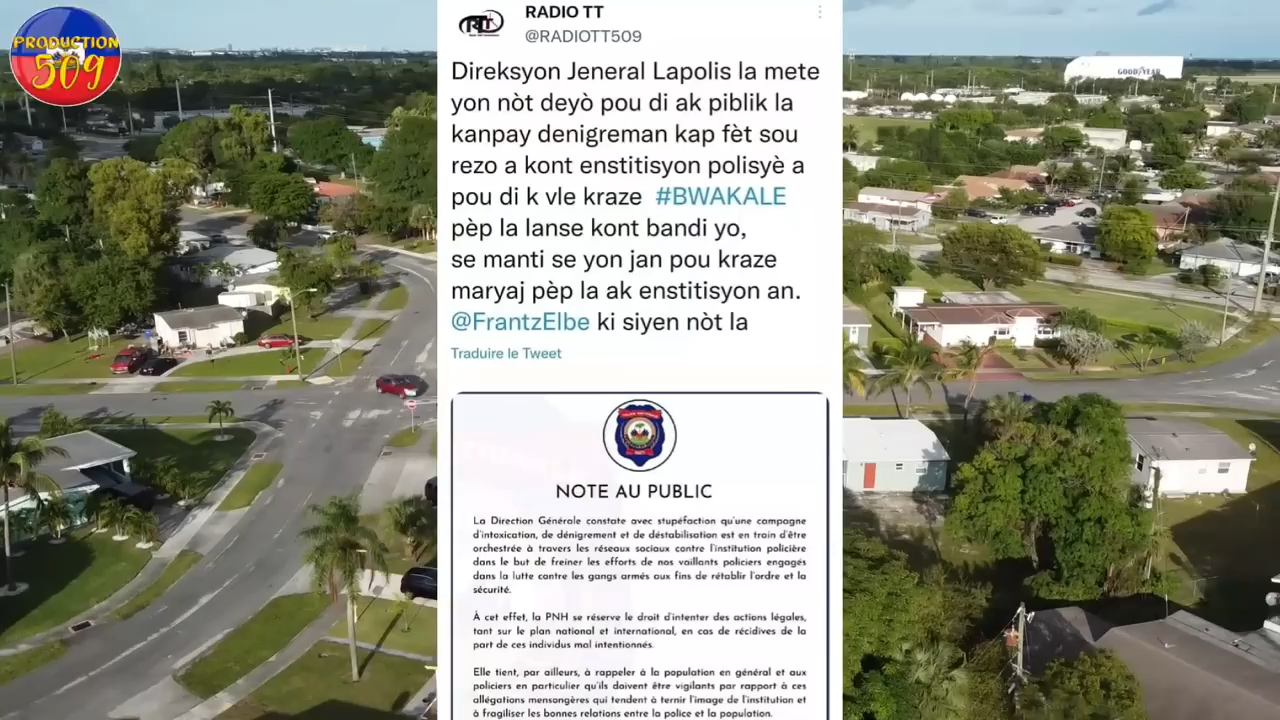 PRODUCTION
509
RADIO TT
@RADIOTT509
Direksyon Jeneral Lapolis la mete
yon nòt deyò pou di ak piblik la
kanpay denigreman kap fèt sou
rezo a kont enstitisyon polisyè a
pou di k vle kraze #BWAKALE
pèp la lanse kont bandi yo,
se manti se yon jan pou kraze
maryaj pèp la ak enstitisyon an.
@FrantzElbe ki siyen nòt la
Traduire le Tweet
NOTE AU PUBLIC
La Direction Générale constate avec stupéfaction qu'une campagne
d'intoxication, de dénigrement et de déstabilisation est en train d'être
orchestrée à travers les réseaux sociaux contre l'institution policière
dans le but de freiner les efforts de nos vaillants policiers engagés
dans la lutte contre les gangs armés aux fins de rétablir l'ordre et la
sécurité.
À cet effet, la PNH se réserve le droit d'intenter des actions légales,
tant sur le plan national et international, en cas de récidives de la
part de ces individus mal intentionnés.
Elle tient, par ailleurs, à rappeler à la population en général et aux
policiers en particulier qu'ils doivent être vigilants par rapport à ces
allégations mensongères qui tendent à ternir l'image de l'institution et
à fragiliser les bonnes relations entre la police et la population.
GOODYEAR